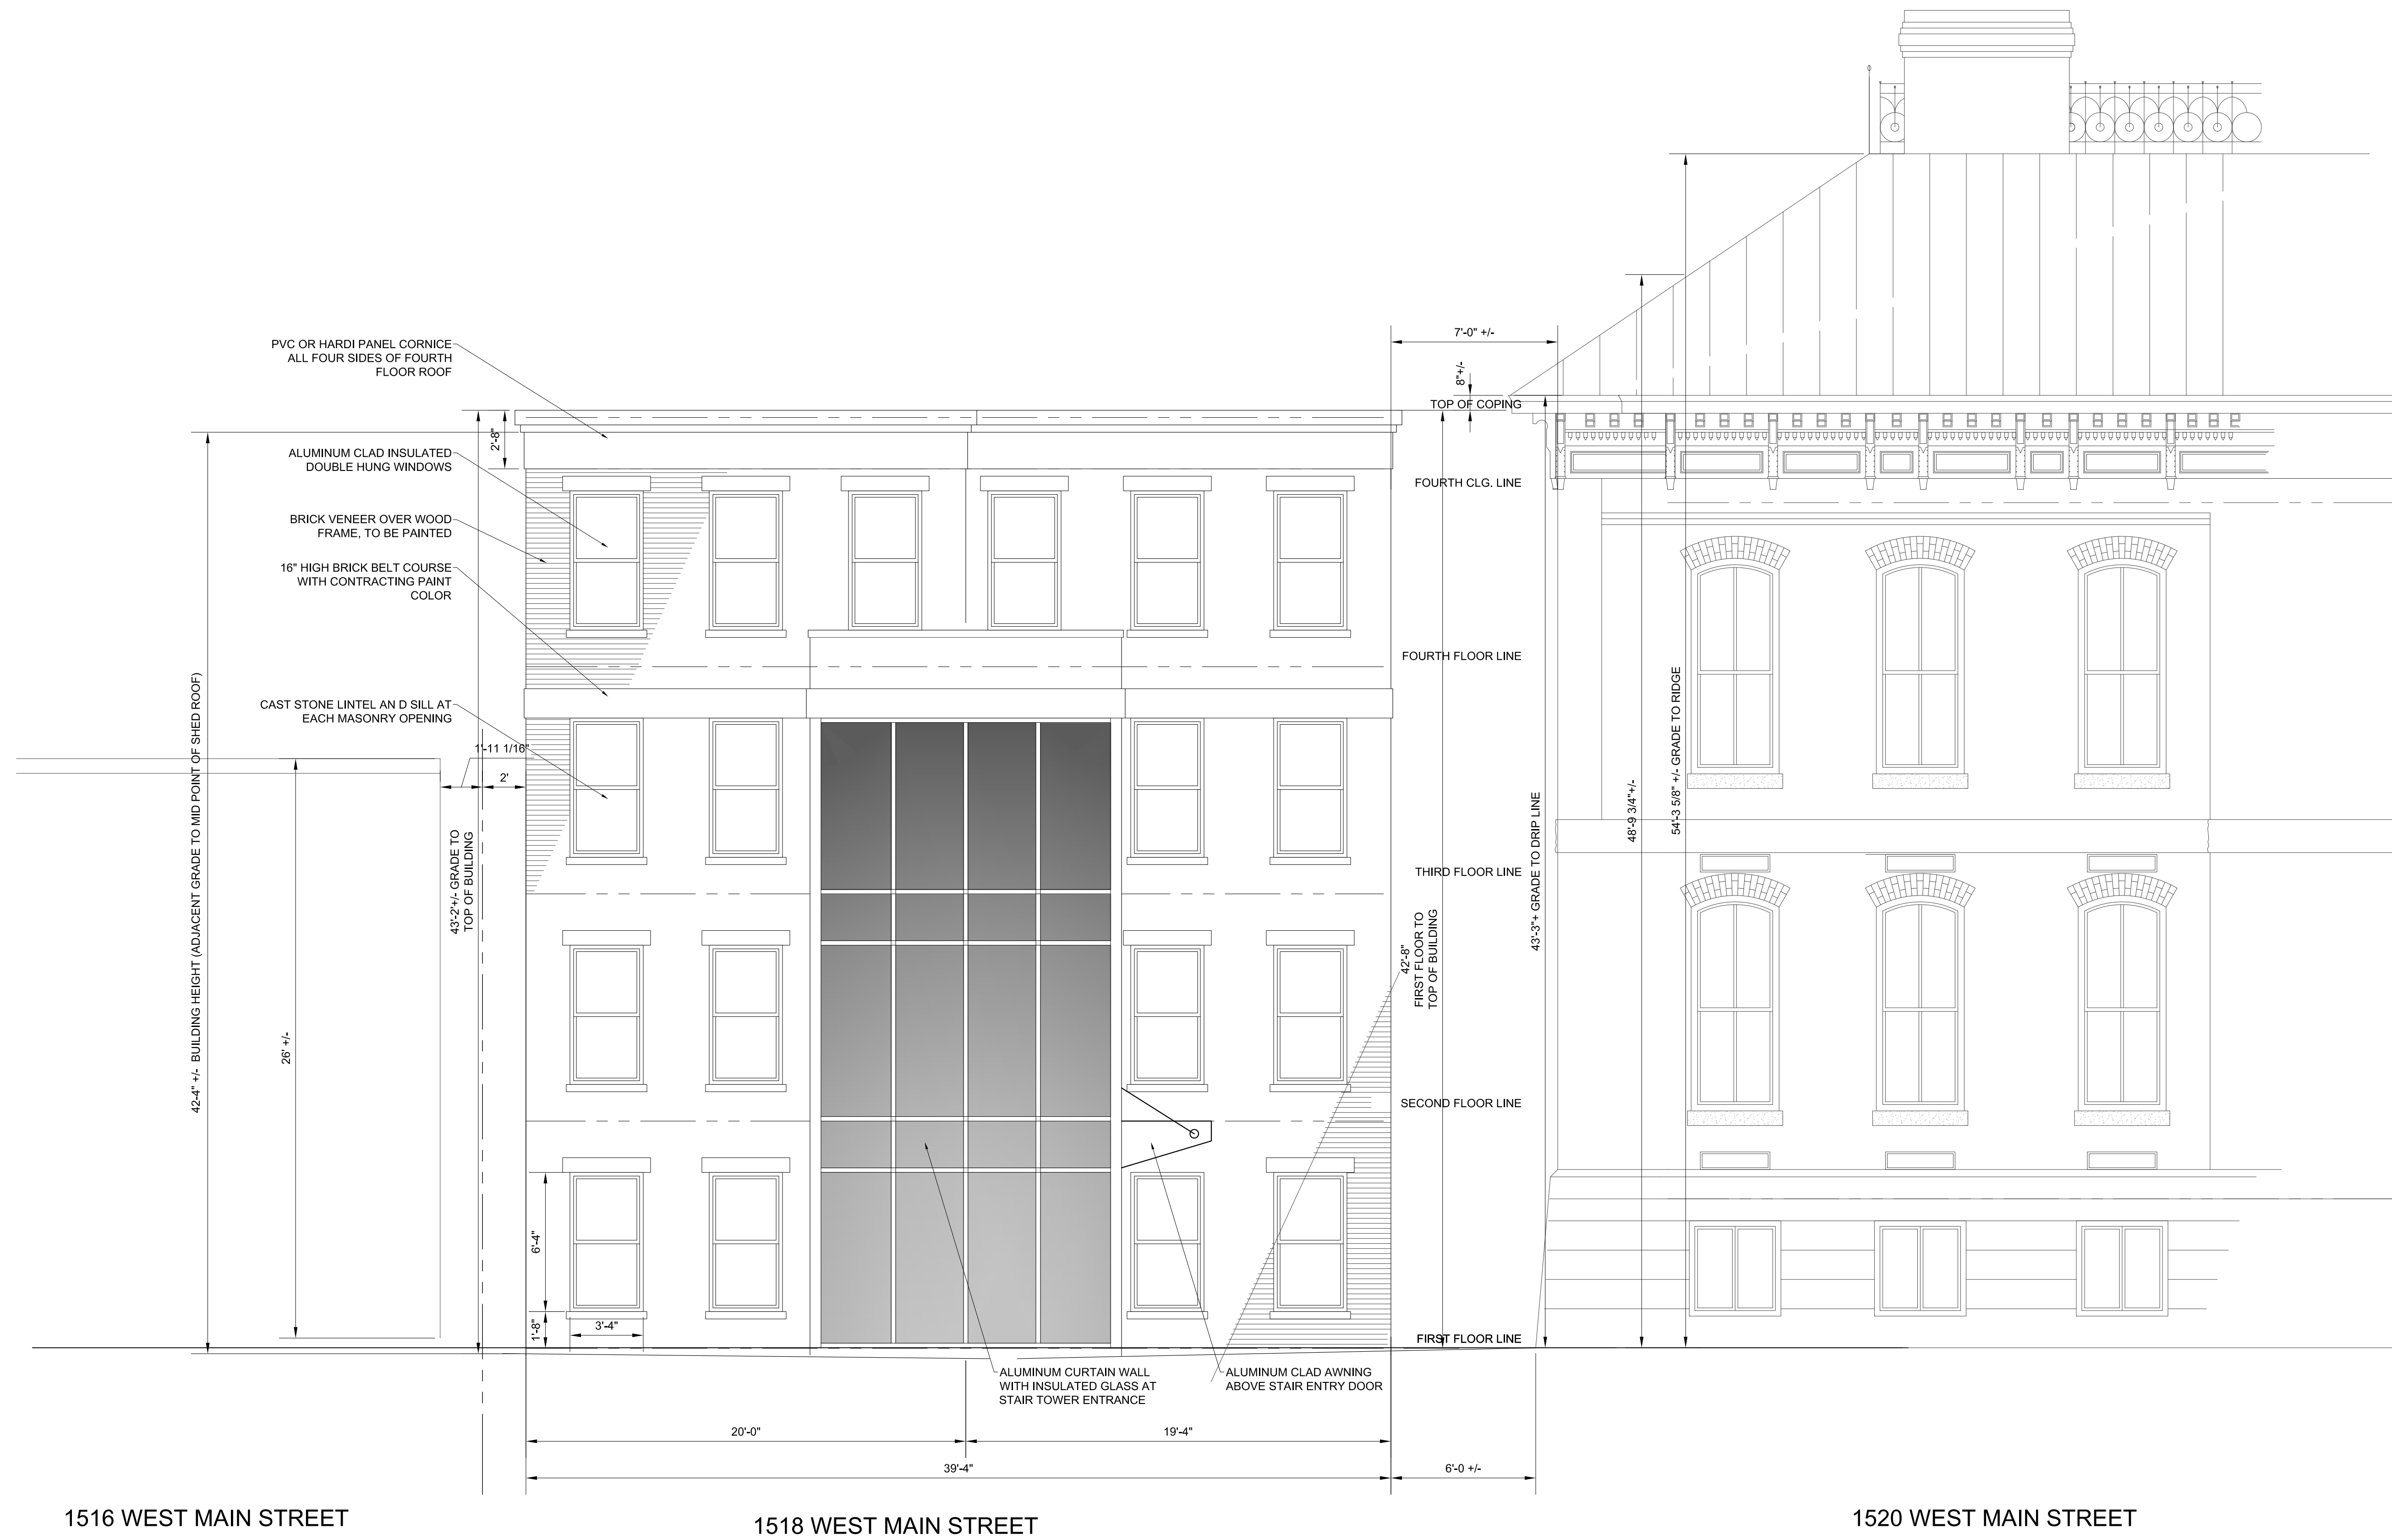 7'-0" +/-
PVC OR HARDI PANEL CORNICE
ALL FOUR SIDES OF FOURTH
FLOOR ROOF
8"+/-
TOP OF COPING
2'-8"
ALUMINUM CLAD INSULATED
DOUBLE HUNG WINDOWS
FOURTH CLG. LINE
BRICK VENEER OVER WOOD
FRAME, TO BE PAINTED
16" HIGH BRICK BELT COURSE
WITH CONTRACTING PAINT
COLOR
FOURTH FLOOR LINE
CAST STONE LINTEL AN D SILL AT
EACH MASONRY OPENING
1'-11 1/16"
2'
42-4" +/- BUILDING HEIGHT (ADJACENT GRADE TO MID POINT OF SHED ROOF)
26' +/-
43'-2'+/- GRADE TO
TOP OF BUILDING
THIRD FLOOR LINE
42'-8"
FIRST FLOOR TO
TOP OF BUILDING
43'-3"+ GRADE TO DRIP LINE
48'-9 3/4"+/-
54'-3 5/8" +/- GRADE TO RIDGE
SECOND FLOOR LINE
6'-4"
1'-8"
3'-4"
FIRST FLOOR LINE
ALUMINUM CURTAIN WALL
WITH INSULATED GLASS AT
STAIR TOWER ENTRANCE
ALUMINUM CLAD AWNING
ABOVE STAIR ENTRY DOOR
20'-0"
19'-4"
39'-4"
6'-0 +/-
1516 WEST MAIN STREET
1518 WEST MAIN STREET
1520 WEST MAIN STREET